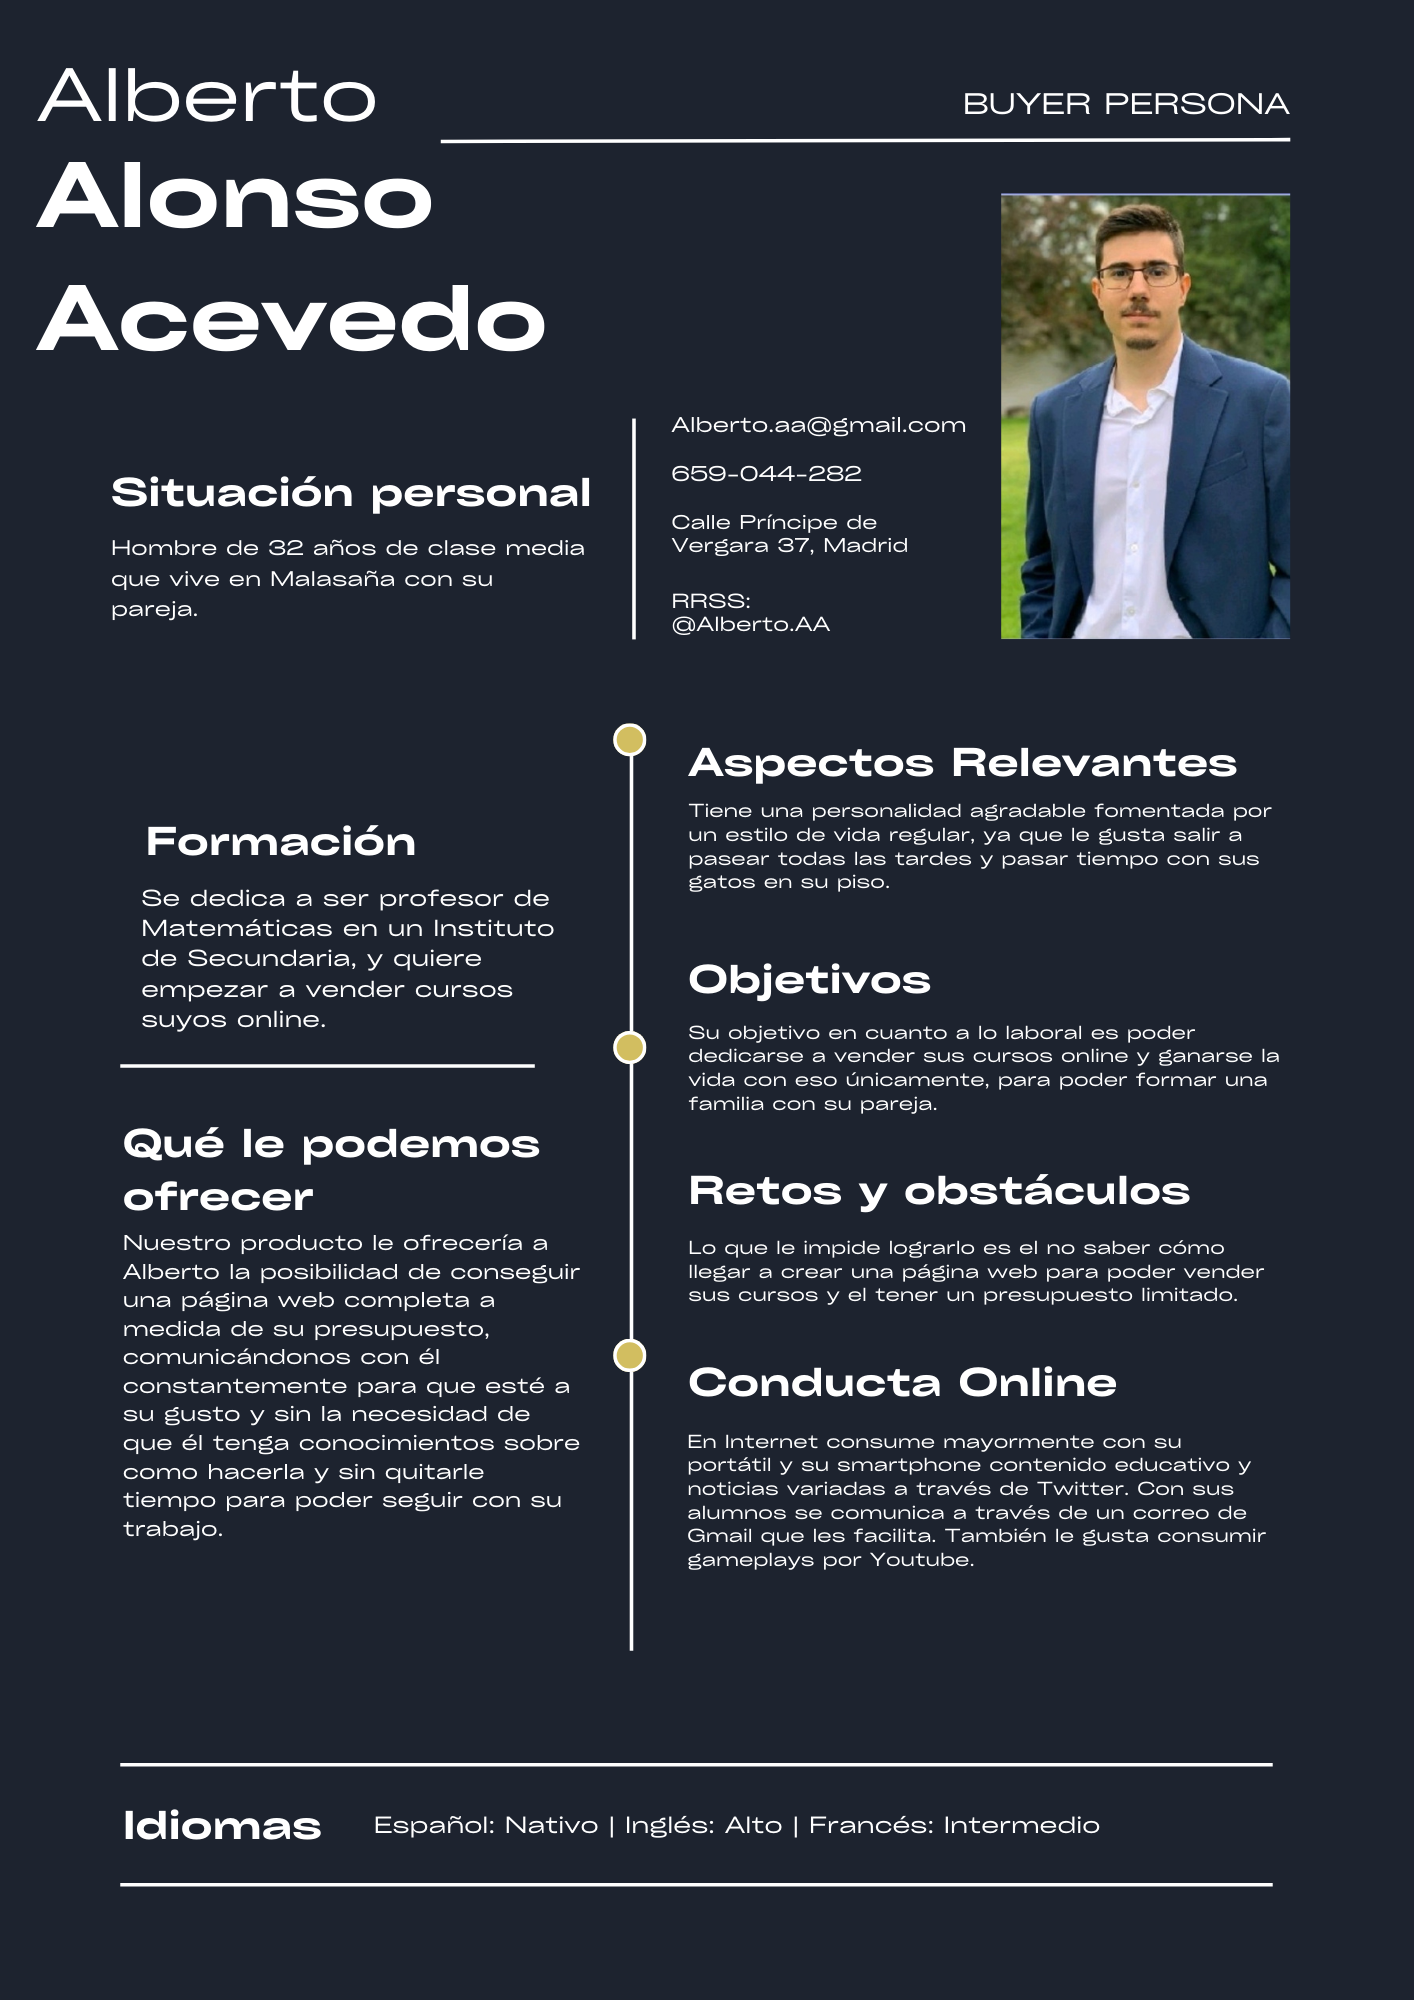 Alberto
Alonso
Acevedo
BUYER PERSONA
Situación personal
Hombre de 32 años de clase media
que vive en Malasaña con su
pareja.
Alberto.aa@gmail.com
659-044-282
Calle Príncipe de
Vergara 37, Madrid
RRSS:
@Alberto.AA
Formación
Se dedica a ser profesor de
Matemáticas en un Instituto
de Secundaria, y quiere
empezar a vender cursos
suyos online.
Qué le podemos
ofrecer
Nuestro producto le ofrecería a
Alberto la posibilidad de conseguir
una página web completa a
medida de su presupuesto,
comunicándonos con él
constantemente para que esté a
su gusto y sin la necesidad de
que él tenga conocimientos sobre
como hacerla y sin quitarle
tiempo para poder seguir con su
trabajo.
Aspectos Relevantes
Tiene una personalidad agradable fomentada por
un estilo de vida regular, ya que le gusta salir a
pasear todas las tardes y pasar tiempo con sus
gatos en su piso.
Objetivos
Su objetivo en cuanto a lo laboral es poder
dedicarse a vender sus cursos online y ganarse la
vida con eso únicamente, para poder formar una
familia con su pareja.
Retos y obstáculos
Lo que le impide lograrlo es el no saber cómo
llegar a crear una página web para poder vender
sus cursos y el tener un presupuesto limitado.
Conducta Online
En Internet consume mayormente con su
portátil y su smartphone contenido educativo y
noticias variadas a través de Twitter. Con sus
alumnos se comunica a través de un correo de
Gmail que les facilita. También le gusta consumir
gameplays por Youtube.
Idiomas
Español: Nativo | Inglés: Alto | Francés: Intermedio